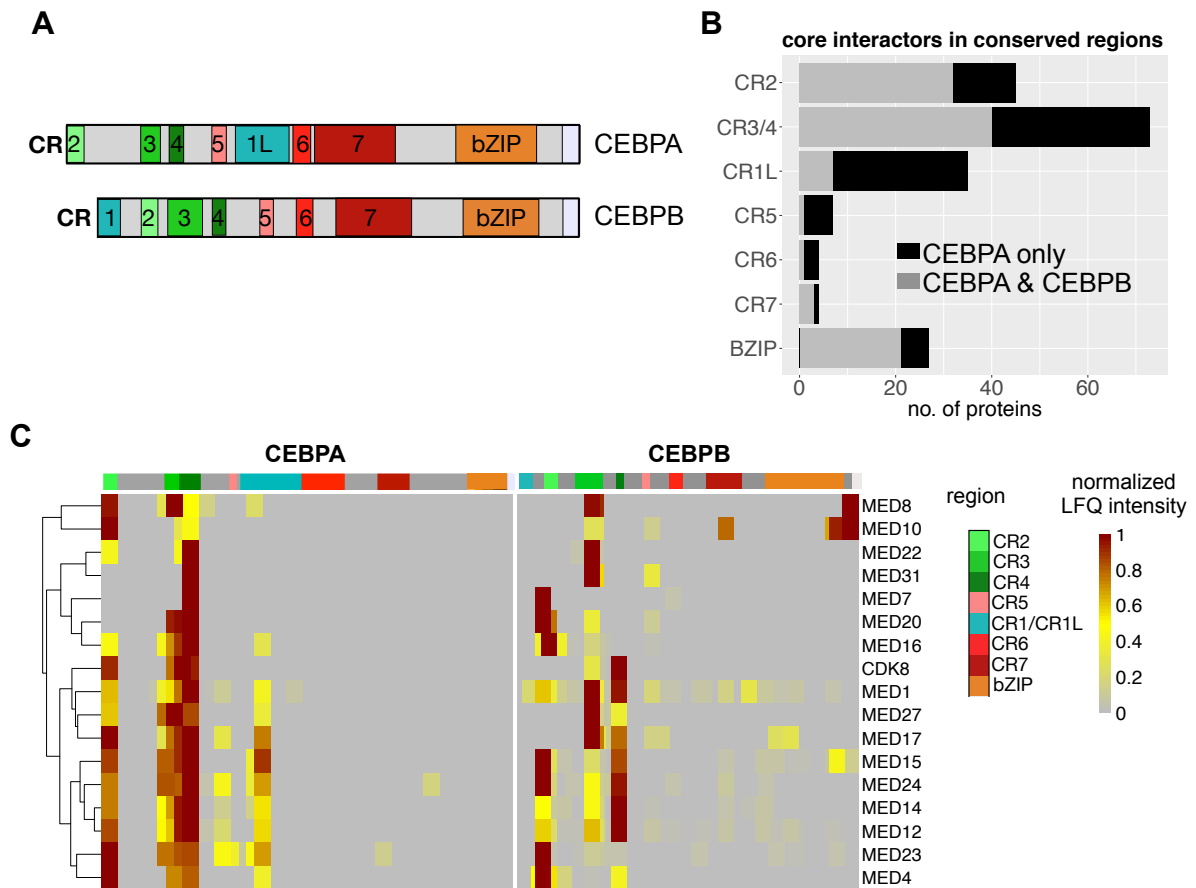 A
CR 2 3 4 5 1L 6 7 bZIP CEBPA
CR 1 2 3 4 5 6 7 bZIP CEBPB
B
core interactors in conserved regions
CR2
CR3/4
CR1L
CR5
CR6
CR7
BZIP
CEBPA only
CEBPA & CEBPB
0 20 40 60
no. of proteins
C
CEBPA CEBPB
MED8
MED10
MED22
MED31
MED7
MED20
MED16
CDK8
MED1
MED27
MED17
MED15
MED24
MED14
MED12
MED23
MED4
region
CR2
CR3
CR4
CR5
CR1/CR1L
CR6
CR7
bZIP
normalized
LFQ intensity
1
0.8
0.6
0.4
0.2
0